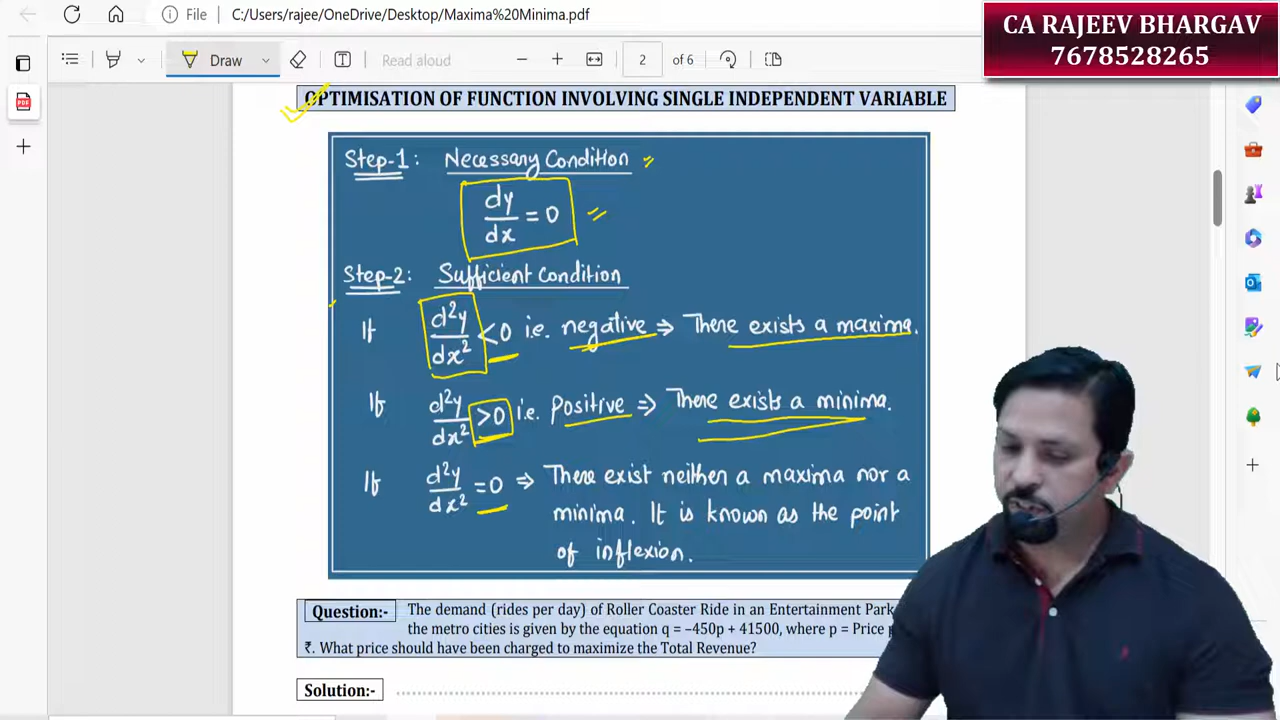 File
C:/Users/rajee/OneDrive/Desktop/Maxima%20Minima.pdf
CA RAJEEV BHARGAV
7678528265
Draw
Read aloud
2
of 6
OPTIMISATION OF FUNCTION INVOLVING SINGLE INDEPENDENT VARIABLE
Step-1: Necessary Condition
dy/dx = 0
Step-2: Sufficient Condition
If d²y/dx² < 0 i.e. negative ⇒ There exists a maxima.
If d²y/dx² > 0 i.e. positive ⇒ There exists a minima.
If d²y/dx² = 0 ⇒ There exist neither a maxima nor a
minima. It is known as the point
of inflexion.
Question:- The demand (rides per day) of Roller Coaster Ride in an Entertainment Park
the metro cities is given by the equation q = –450p + 41500, where p = Price
₹. What price should have been charged to maximize the Total Revenue?
Solution:-